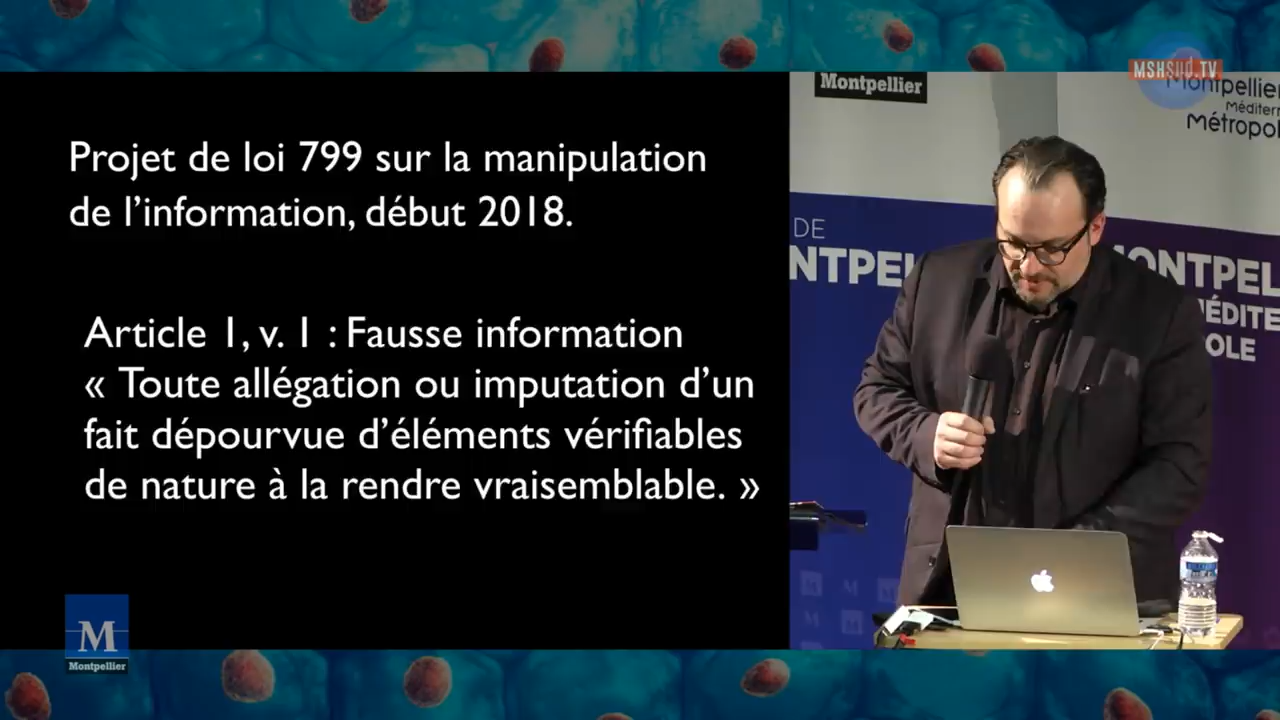 MSHSUD.TV
Montpellier
Montpellier
Méditerr
Métropol
Projet de loi 799 sur la manipulation
de l’information, début 2018.
DE
NTPEL
MONTPEL
MÉDITE
OLE
Article 1, v. 1 : Fausse information
« Toute allégation ou imputation d’un
fait dépourvue d’éléments vérifiables
de nature à la rendre vraisemblable. »
M
Montpellier